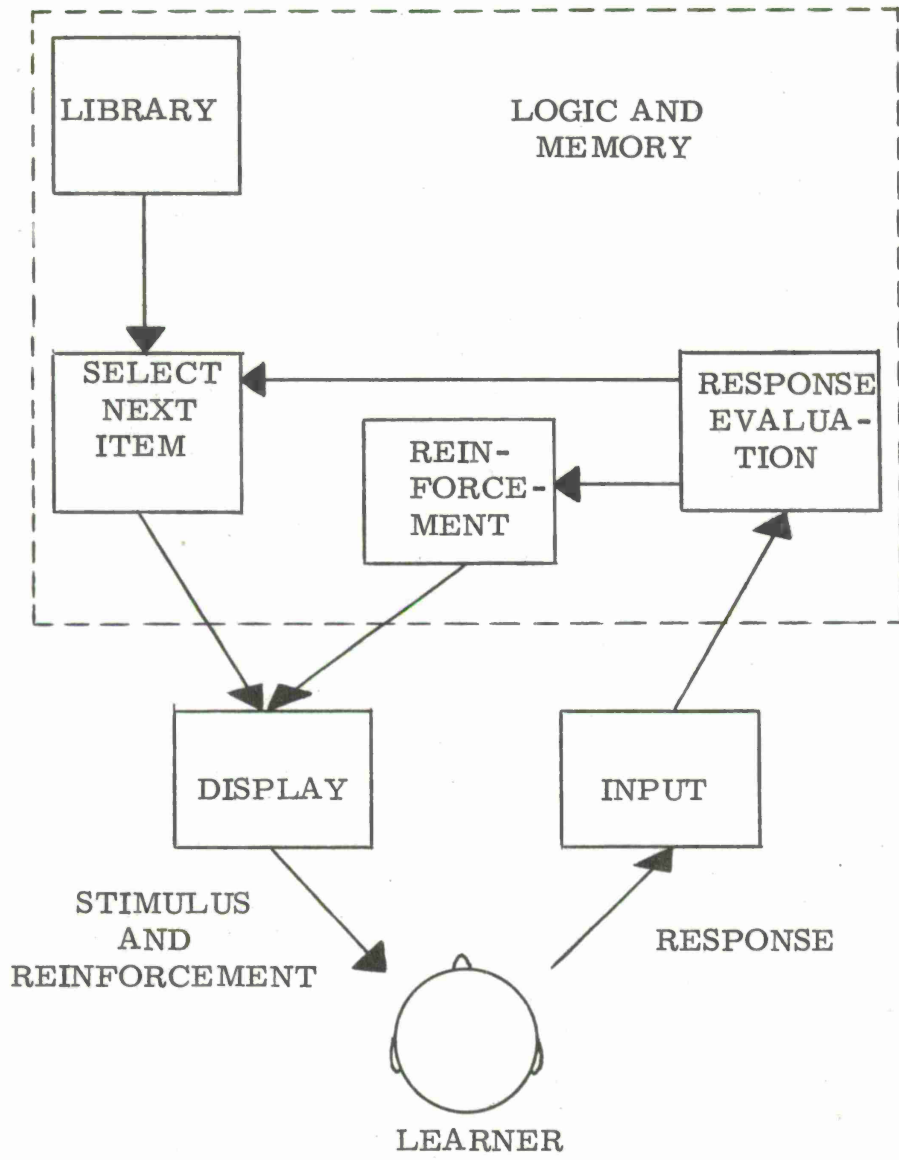 LIBRARY
LOGIC AND
MEMORY
SELECT
NEXT
ITEM
REIN-
FORCE-
MENT
RESPONSE
EVALUA-
TION
DISPLAY
INPUT
STIMULUS
AND
REINFORCEMENT
RESPONSE
LEARNER